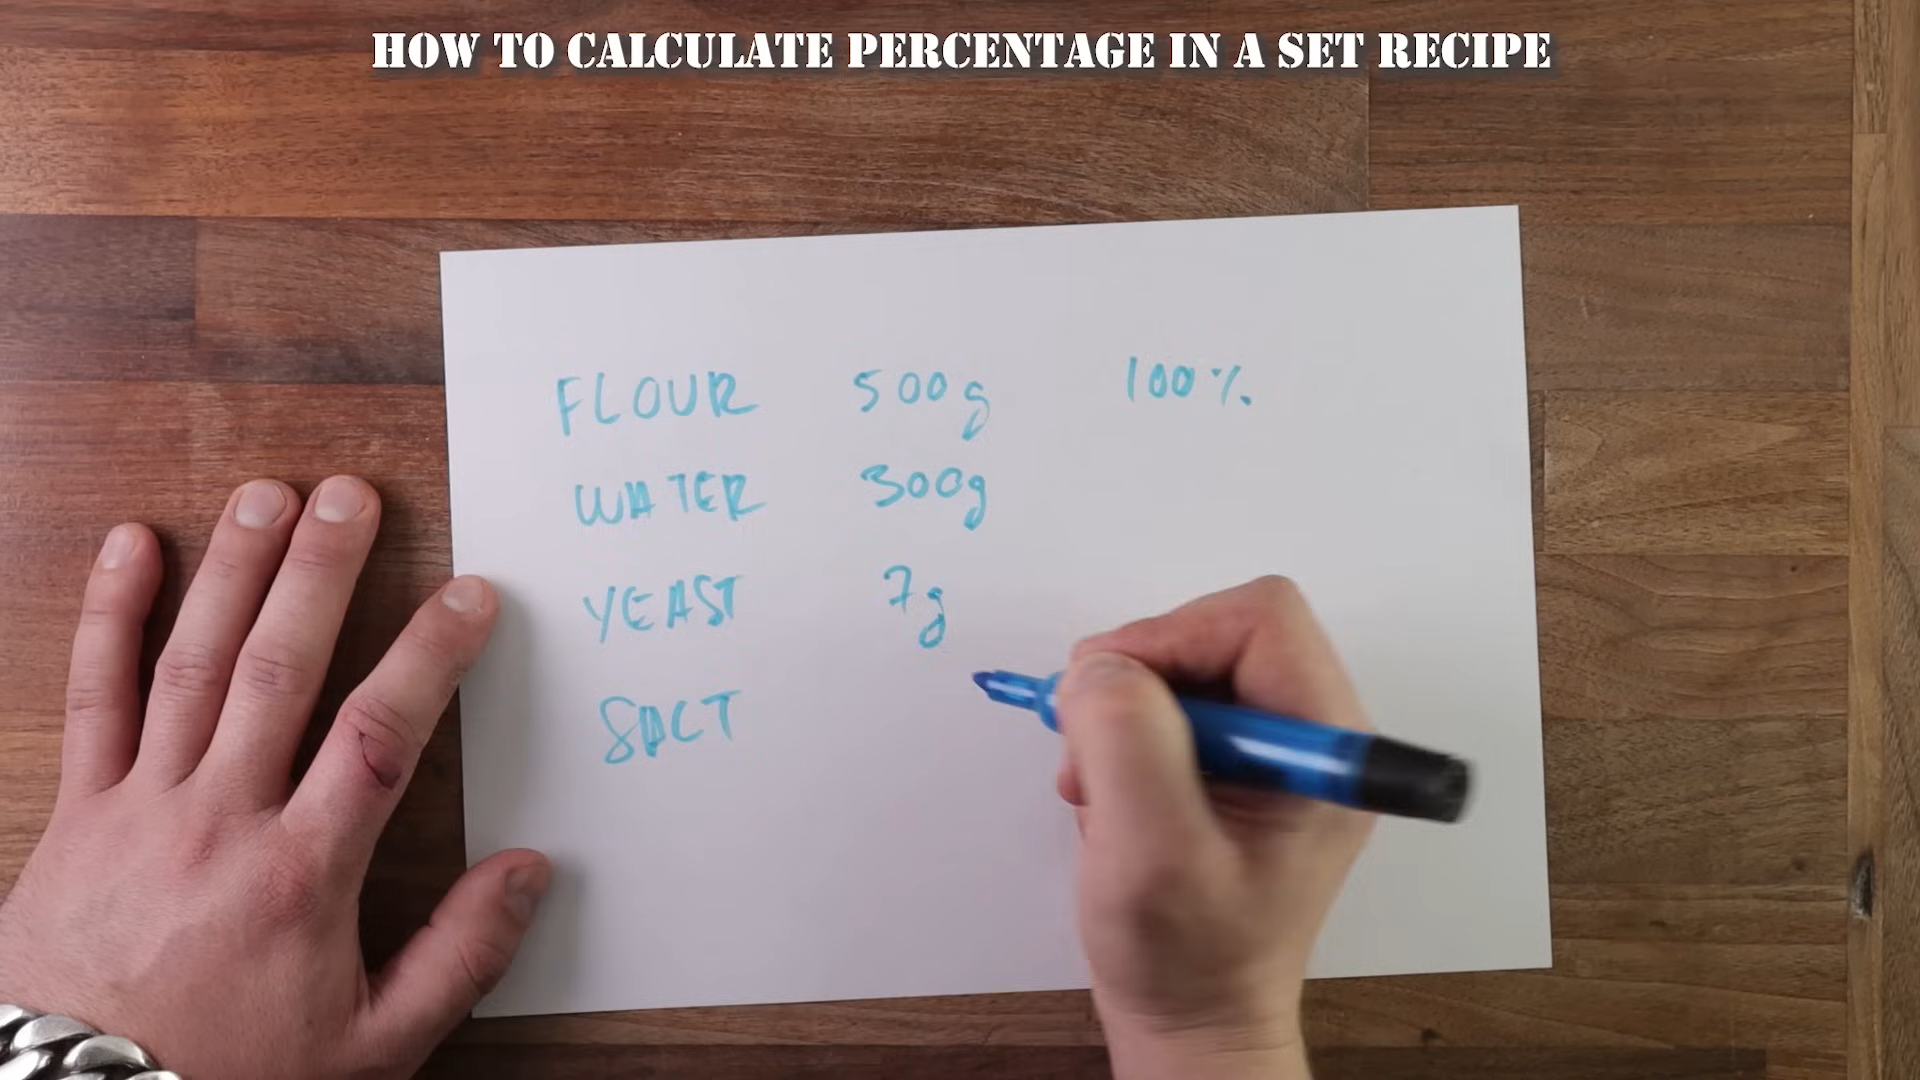 HOW TO CALCULATE PERCENTAGE IN A SET RECIPE
FLOUR 500g 100%
WATER 300g
YEAST 7g
SALT